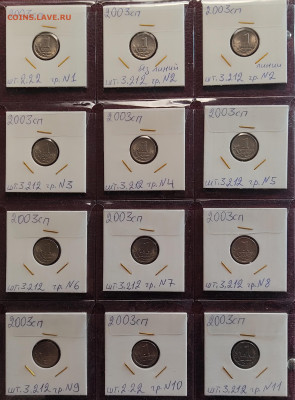 COINS.LAVE.RU
2003
2003сп
2003сп
шт.2.22 гр.N1
без линий
шт.3.212 гр.N2
линии
шт.3.212 гр.N2
2003сп
2003сп
2003сп
шт.3.212 гр.N3
шт.3.212 гр.N4
шт.3.212 гр.N5
2003сп
2003сп
2003сп
шт.3.212 гр.N6
шт.3.212 гр.N7
шт.3.212 гр.N8
2003сп
2003сп
2003сп
шт.3.212 гр.N9
шт.2.22 гр.N10
шт.3.212 гр.N11